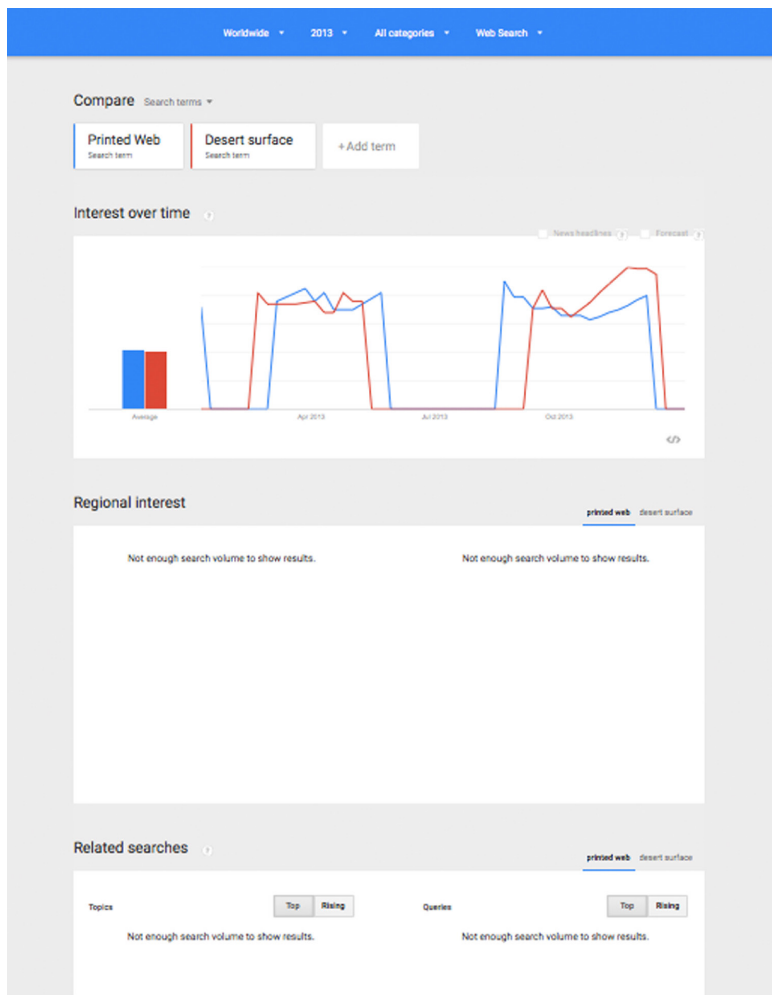 Worldwide 2013 All categories Web Search
Compare Search terms
Printed Web Desert surface +Add term
Search term Search term
Interest over time ?
News headlines ? Forecast ?
Average Apr 2013 Jul 2013 Oct 2013
</>
Regional interest
printed web desert surface
Not enough search volume to show results. Not enough search volume to show results.
Related searches ?
printed web desert surface
Topics Top Rising Queries Top Rising
Not enough search volume to show results. Not enough search volume to show results.